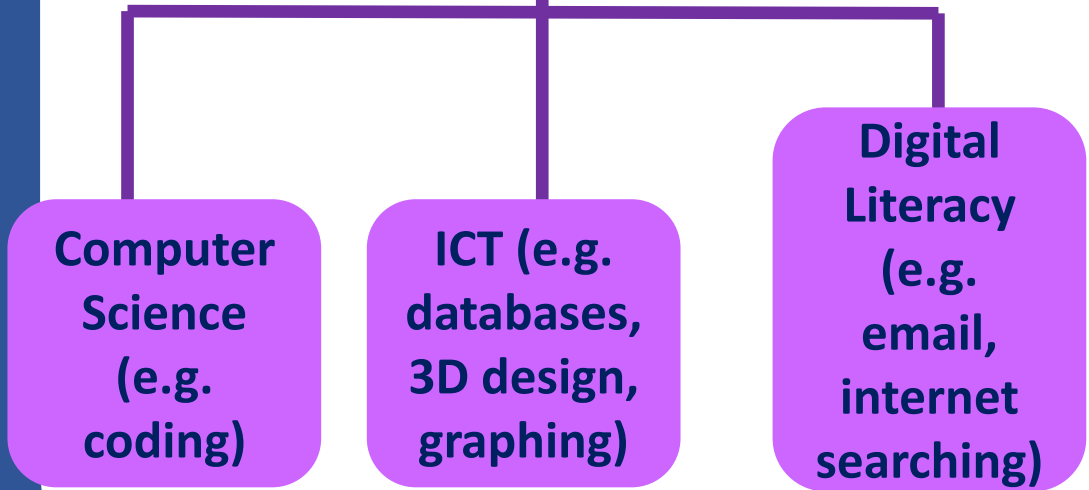 Computer
Science
(e.g.
coding)
ICT (e.g.
databases,
3D design,
graphing)
Digital
Literacy
(e.g.
email,
internet
searching)